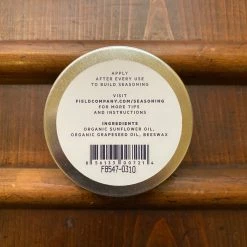 APPLY
AFTER EVERY USE
TO BUILD SEASONING
VISIT
FIELDCOMPANY.COM/SEASONING
FOR MORE TIPS
AND INSTRUCTIONS
INGREDIENTS
ORGANIC SUNFLOWER OIL,
ORGANIC GRAPESEED OIL, BEESWAX
FB547-0310